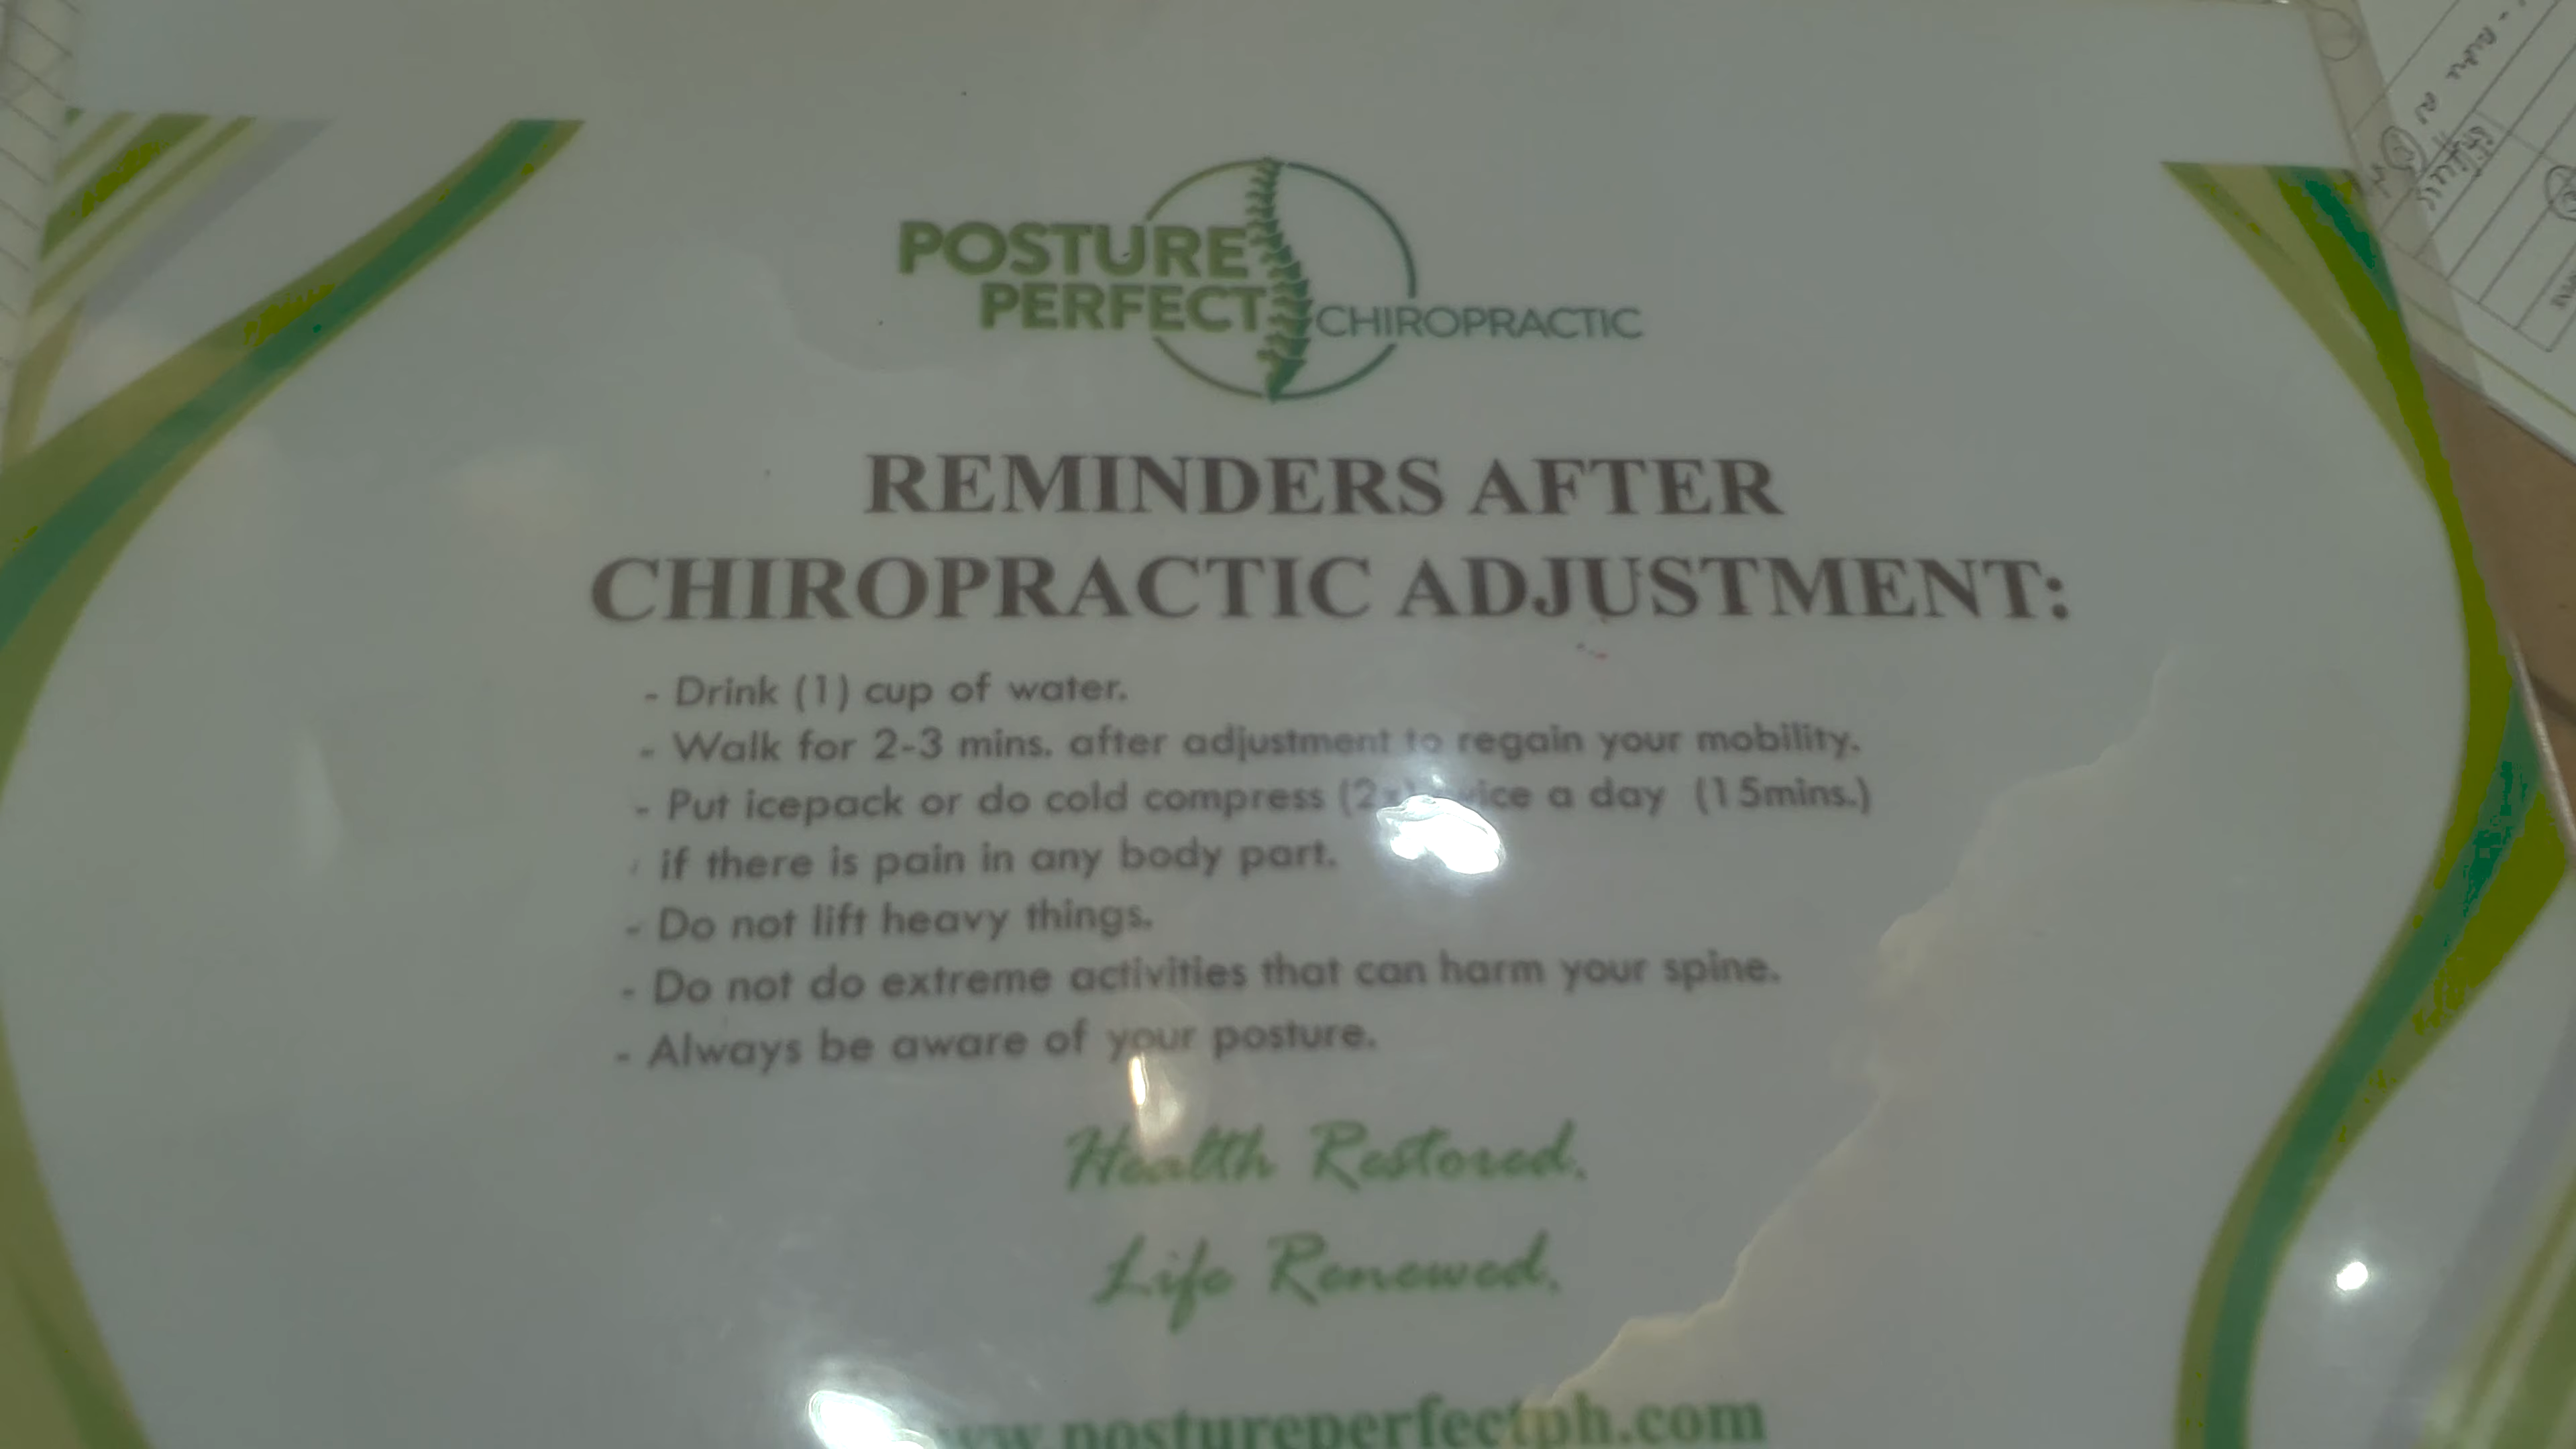 POSTURE
PERFECT CHIROPRACTIC
REMINDERS AFTER
CHIROPRACTIC ADJUSTMENT:
- Drink (1) cup of water.
- Walk for 2-3 mins. after adjustment to regain your mobility.
- Put icepack or do cold compress a day (15mins.)
if there is pain in any body part.
- Do not lift heavy things.
- Do not do extreme activities that can harm your spine.
- Always be aware of your posture.
Health Restored.
Life Renewed.
www.postureperfectph.com